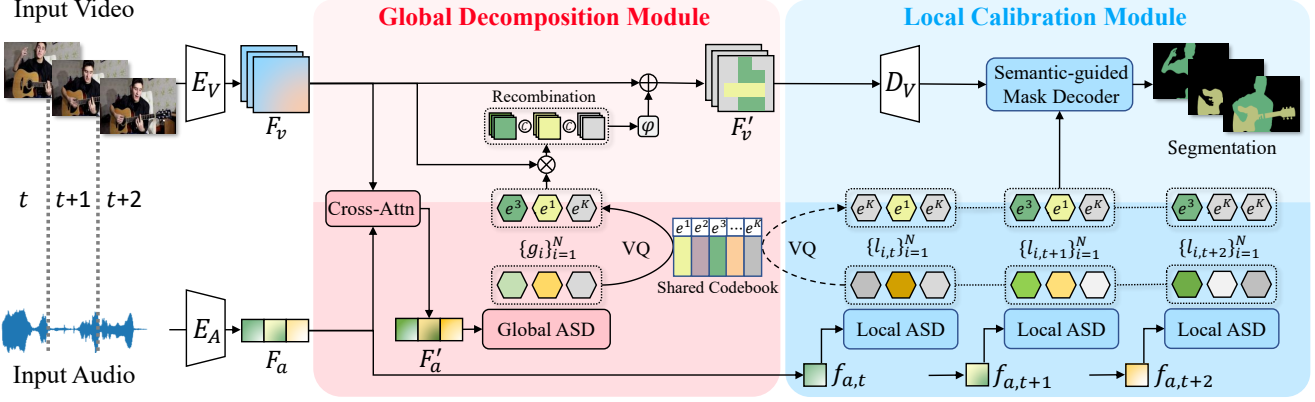 Input Video
Global Decomposition Module
Local Calibration Module
E_V
F_v
Recombination
© ©
φ
F_v'
D_V
Semantic-guided
Mask Decoder
Segmentation
t
t+1
t+2
Cross-Attn
e^3 e^1 e^K
{g_i}_{i=1}^N
VQ
e^1 e^2 e^3 ... e^K
Shared Codebook
VQ
e^K e^1 e^K
{l_{i,t}}_{i=1}^N
e^3 e^1 e^K
{l_{i,t+1}}_{i=1}^N
e^3 e^K e^K
{l_{i,t+2}}_{i=1}^N
E_A
F_a
F_a'
Global ASD
Local ASD
Local ASD
Local ASD
Input Audio
f_{a,t}
f_{a,t+1}
f_{a,t+2}